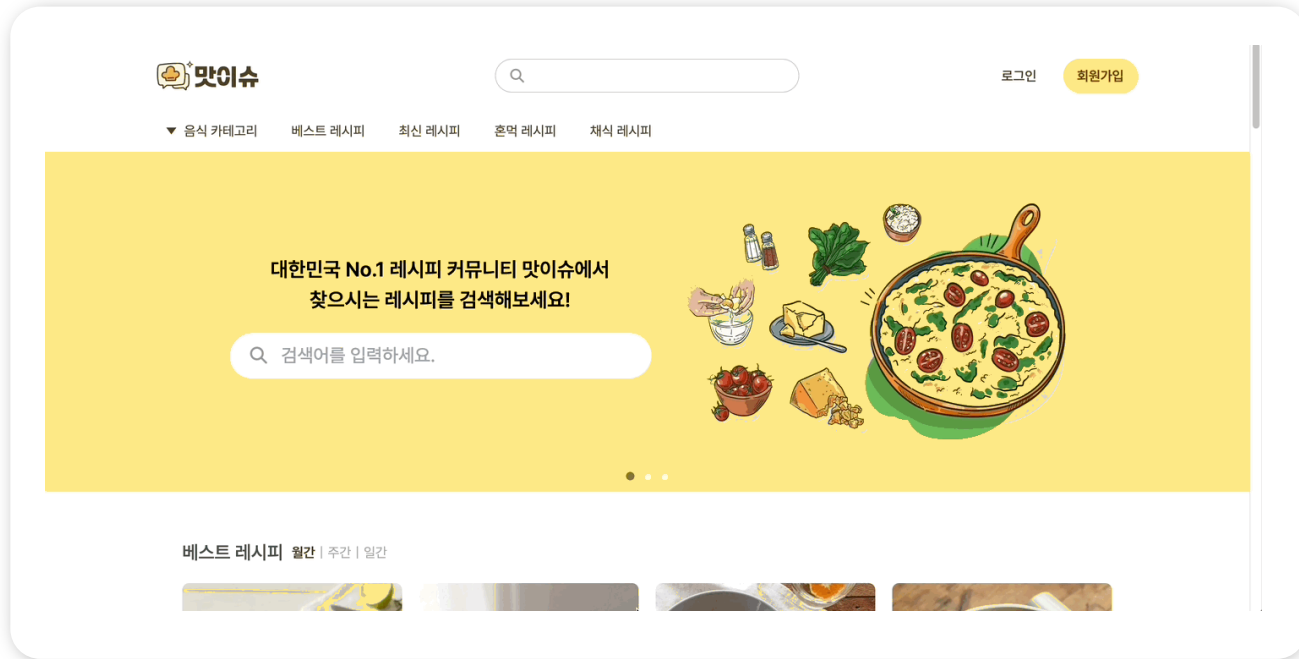 맛이슈
로그인
회원가입
▼ 음식 카테고리 베스트 레시피 최신 레시피 혼먹 레시피 채식 레시피
대한민국 No.1 레시피 커뮤니티 맛이슈에서
찾으시는 레시피를 검색해보세요!
검색어를 입력하세요.
베스트 레시피 월간 | 주간 | 일간